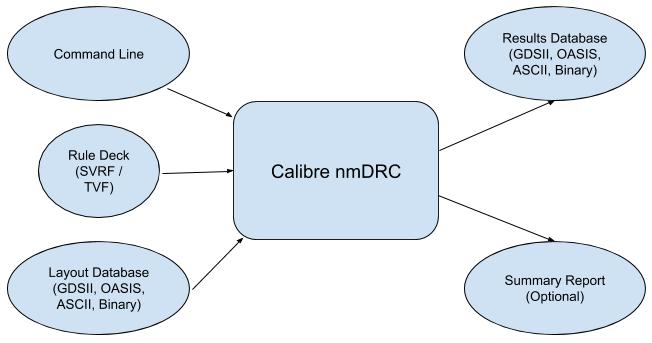 Command Line
Rule Deck
(SVRF /
TVF)
Layout Database
(GDSII, OASIS,
ASCII, Binary)
Calibre nmDRC
Results Database
(GDSII, OASIS,
ASCII, Binary)
Summary Report
(Optional)